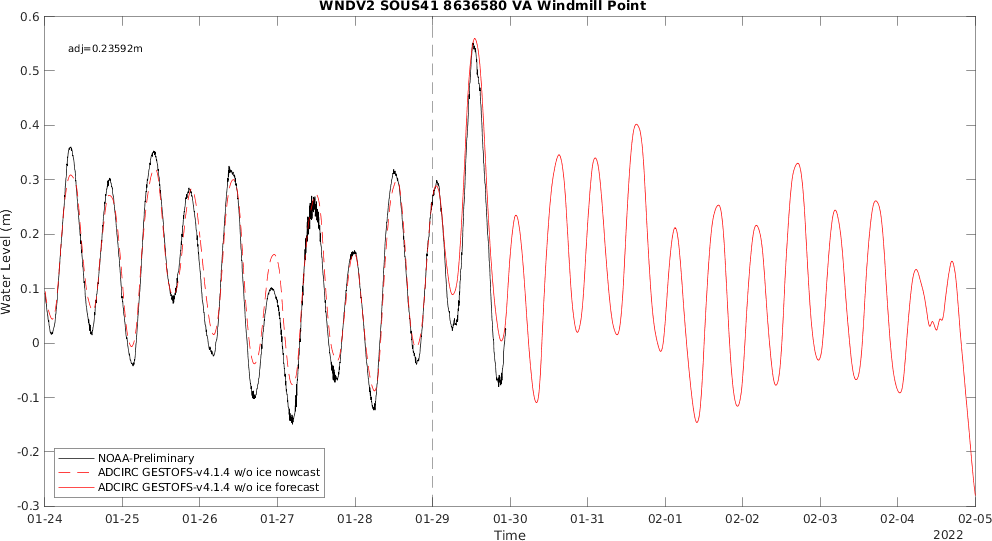 WNDV2 SOUS41 8636580 VA Windmill Point
adj=0.23592m
Water Level (m)
0.6
0.5
0.4
0.3
0.2
0.1
0
-0.1
-0.2
-0.3
NOAA-Preliminary
ADCIRC GESTOFS-v4.1.4 w/o ice nowcast
ADCIRC GESTOFS-v4.1.4 w/o ice forecast
01-24 01-25 01-26 01-27 01-28 01-29 01-30 01-31 02-01 02-02 02-03 02-04 02-05
Time
2022